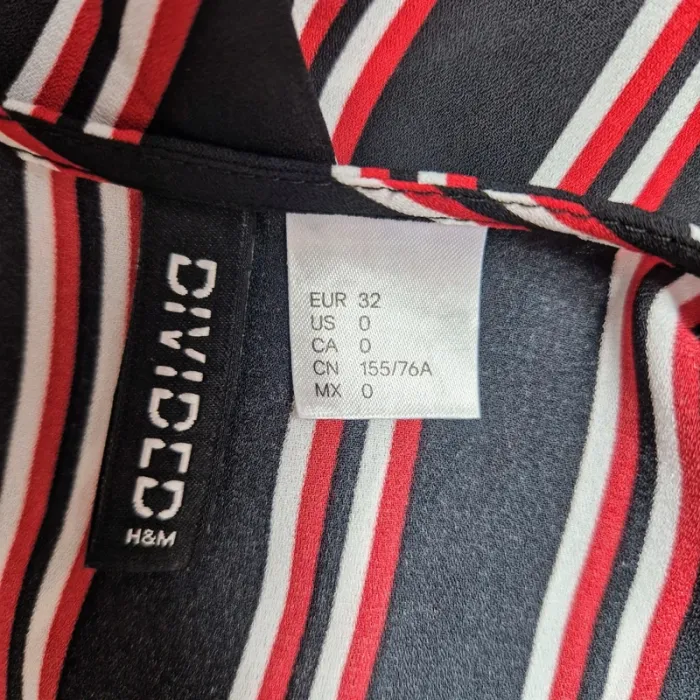 DIVIDED
H&M
EUR 32
US 0
CA 0
CN 155/76A
MX 0